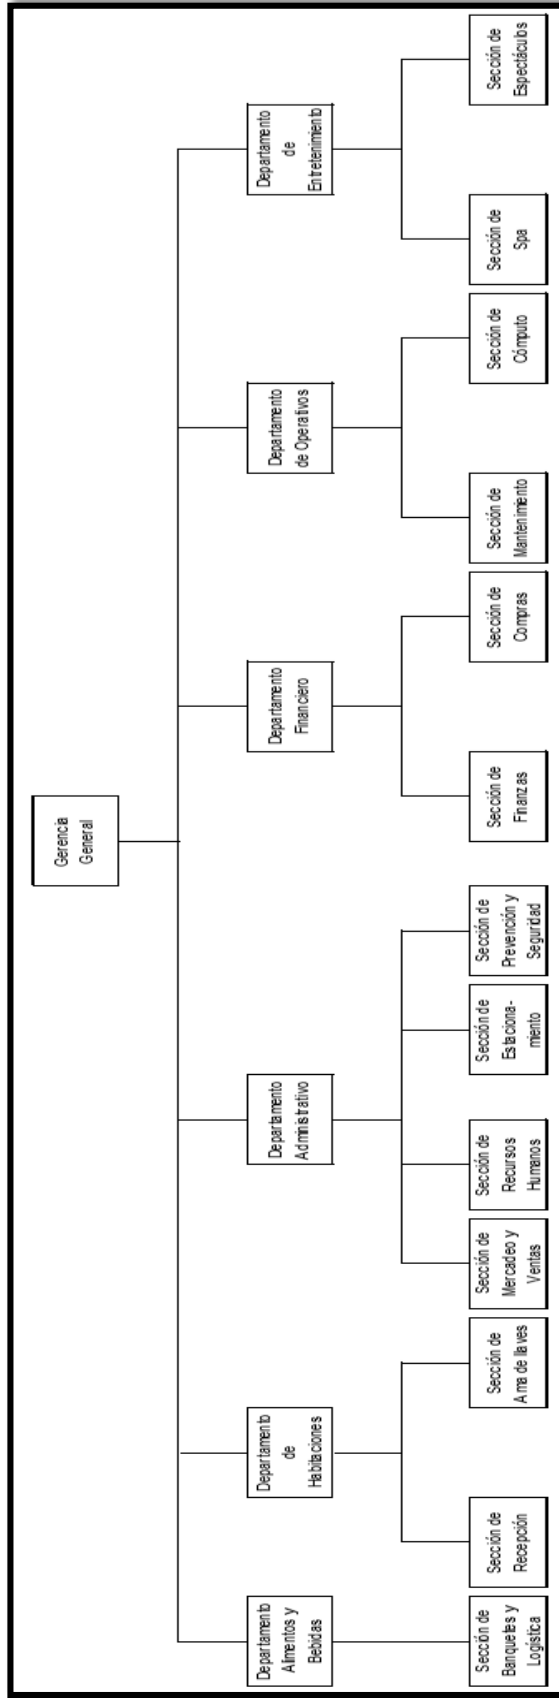 Gerencia
General
Departamento
Alimentos y
Bebidas
Departamento
de
Habitaciones
Departamento
Administrativo
Departamento
Financiero
Departamento
de Operativos
Departamento
de
Entretenimiento
Sección de
Banquetes y
Logística
Sección de
Recepción
Sección de
Ama de llaves
Sección de
Mercadeo y
Ventas
Sección de
Recursos
Humanos
Sección de
Estaciona-
miento
Sección de
Prevención y
Seguridad
Sección de
Finanzas
Sección de
Compras
Sección de
Mantenimiento
Sección de
Cómputo
Sección de
Spa
Sección de
Espectáculos